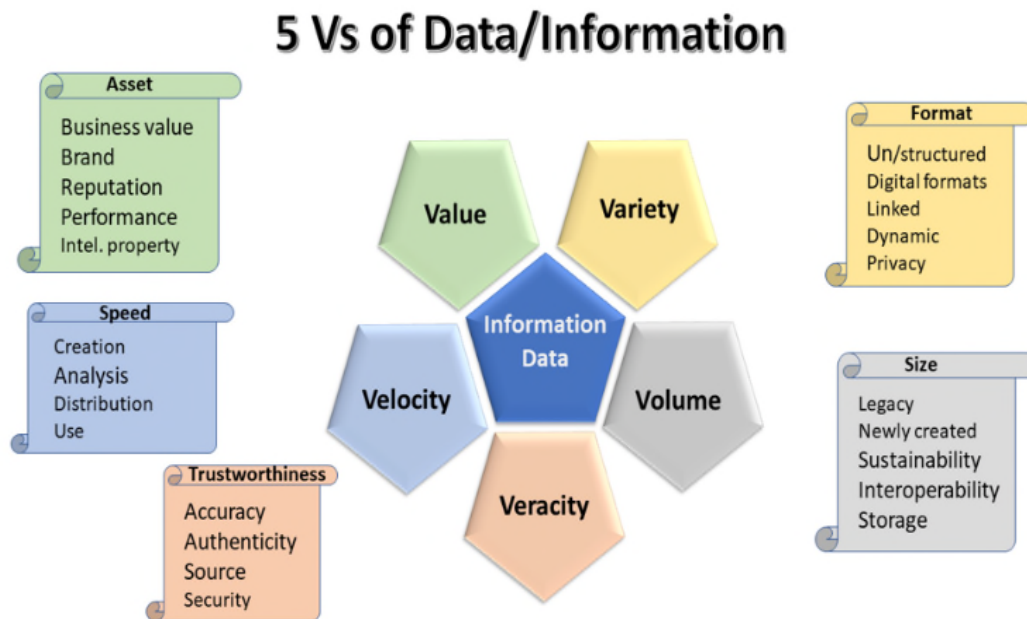 5 Vs of Data/Information
Asset
Business value
Brand
Reputation
Performance
Intel. property
Speed
Creation
Analysis
Distribution
Use
Trustworthiness
Accuracy
Authenticity
Source
Security
Value
Variety
Information
Data
Velocity
Volume
Veracity
Format
Un/structured
Digital formats
Linked
Dynamic
Privacy
Size
Legacy
Newly created
Sustainability
Interoperability
Storage